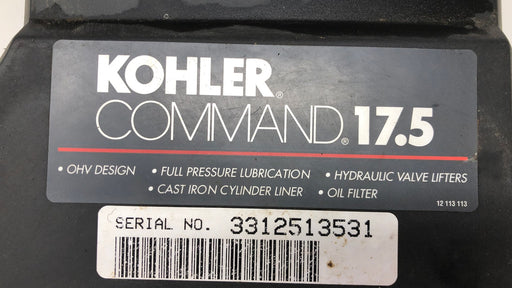 KOHLER®
COMMAND® 17.5
• OHV DESIGN • FULL PRESSURE LUBRICATION • HYDRAULIC VALVE LIFTERS
• CAST IRON CYLINDER LINER • OIL FILTER
12 113 113
SERIAL NO. 3312513531